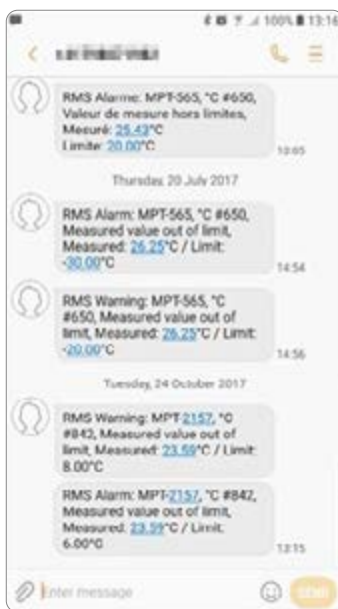 100% 13:16
RMS Alarme: MPT-565, °C #650,
Valeur de mesure hors limites,
Mesuré: 25.43°C
Limite: 20.00°C
13:05
Thursday, 20 July 2017
RMS Alarm: MPT-565, °C #650,
Measured value out of limit,
Measured: 26.25°C / Limit:
-30.00°C
14:54
RMS Warning: MPT-565, °C
#650, Measured value out of
limit, Measured: 26.25°C / Limit:
-20.00°C
14:56
Tuesday, 24 October 2017
RMS Warning: MPT-2157, °C
#842, Measured value out of
limit, Measured: 23.59°C / Limit:
8.00°C
RMS Alarm: MPT-2157, °C #842,
Measured value out of limit,
Measured: 23.59°C / Limit:
6.00°C
13:15
Enter message
SEND